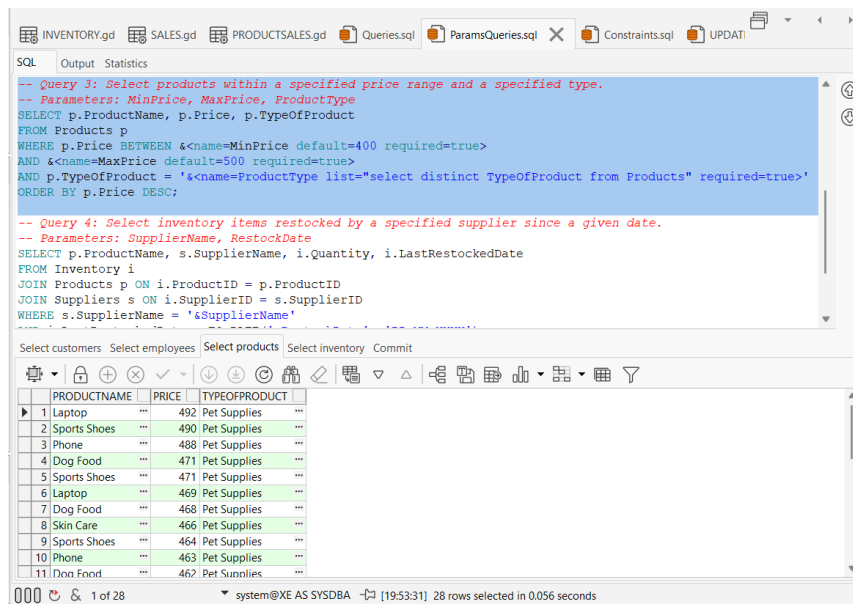 INVENTORY.gd SALES.gd PRODUCTSALES.gd Queries.sql ParamsQueries.sql Constraints.sql UPDAT
SQL Output Statistics
-- Query 3: Select products within a specified price range and a specified type.
-- Parameters: MinPrice, MaxPrice, ProductType
SELECT p.ProductName, p.Price, p.TypeOfProduct
FROM Products p
WHERE p.Price BETWEEN &<name=MinPrice default=400 required=true>
AND &<name=MaxPrice default=500 required=true>
AND p.TypeOfProduct = '&<name=ProductType list="select distinct TypeOfProduct from Products" required=true>'
ORDER BY p.Price DESC;
-- Query 4: Select inventory items restocked by a specified supplier since a given date.
-- Parameters: SupplierName, RestockDate
SELECT p.ProductName, s.SupplierName, i.Quantity, i.LastRestockedDate
FROM Inventory i
JOIN Products p ON i.ProductID = p.ProductID
JOIN Suppliers s ON i.SupplierID = s.SupplierID
WHERE s.SupplierName = '&SupplierName'
Select customers Select employees Select products Select inventory Commit
PRODUCTNAME PRICE TYPEOFPRODUCT
1 Laptop ... 492 Pet Supplies ...
2 Sports Shoes ... 490 Pet Supplies ...
3 Phone ... 488 Pet Supplies ...
4 Dog Food ... 471 Pet Supplies ...
5 Sports Shoes ... 471 Pet Supplies ...
6 Laptop ... 469 Pet Supplies ...
7 Dog Food ... 468 Pet Supplies ...
8 Skin Care ... 466 Pet Supplies ...
9 Sports Shoes ... 464 Pet Supplies ...
10 Phone ... 463 Pet Supplies ...
11 Dog Food ... 462 Pet Supplies ...
& 1 of 28 system@XE AS SYSDBA [19:53:31] 28 rows selected in 0.056 seconds